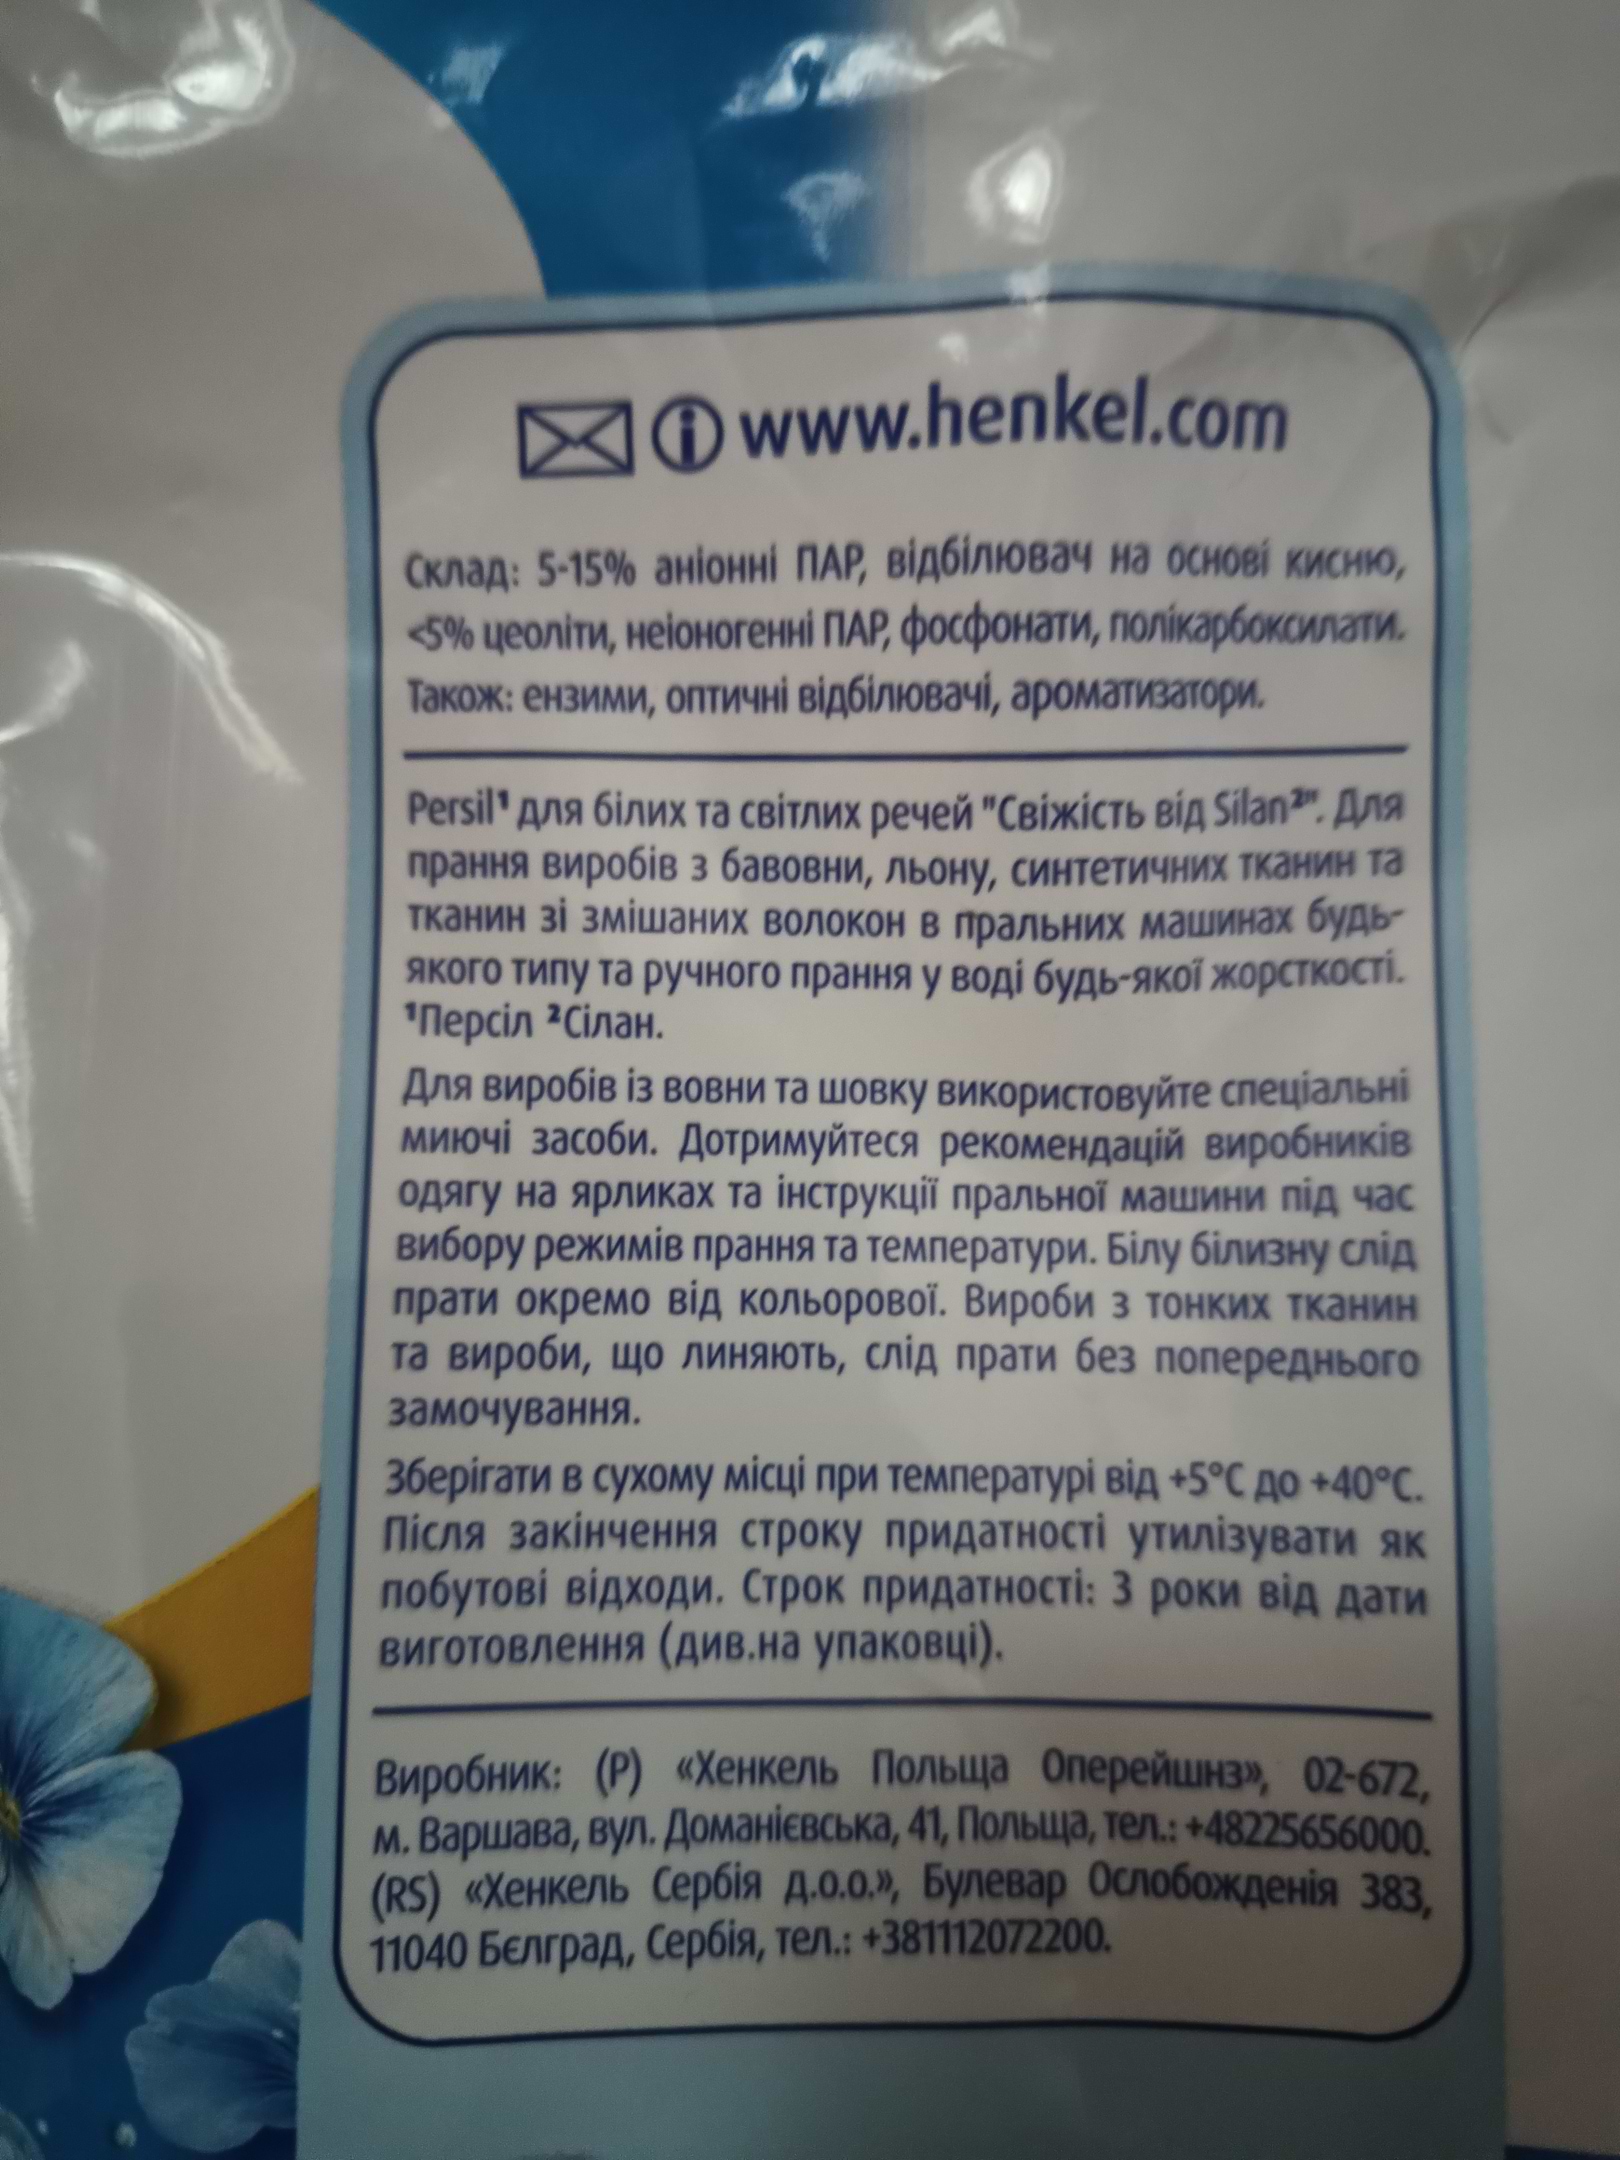 www.henkel.com
Склад: 5-15% аніонні ПАР, відбілювач на основі кисню,
<5% цеоліти, неіоногенні ПАР, фосфонати, полікарбоксилати.
Також: ензими, оптичні відбілювачі, ароматизатори.
Persil¹ для білих та світлих речей "Свіжість від Silan²". Для
прання виробів з бавовни, льону, синтетичних тканин та
тканин зі змішаних волокон в пральних машинах будь-
якого типу та ручного прання у воді будь-якої жорсткості.
¹Персіл ²Сілан.
Для виробів із вовни та шовку використовуйте спеціальні
миючі засоби. Дотримуйтеся рекомендацій виробників
одягу на ярликах та інструкції пральної машини під час
вибору режимів прання та температури. Білу білизну слід
прати окремо від кольорової. Вироби з тонких тканин
та вироби, що линяють, слід прати без попереднього
замочування.
Зберігати в сухому місці при температурі від +5°C до +40°C.
Після закінчення строку придатності утилізувати як
побутові відходи. Строк придатності: 3 роки від дати
виготовлення (див.на упаковці).
Виробник: (P) «Хенкель Польща Оперейшнз», 02-672,
м. Варшава, вул. Доманієвська, 41, Польща, тел.: +48225656000.
(RS) «Хенкель Сербія д.о.о.», Булевар Ослобожденія 383,
11040 Бєлград, Сербія, тел.: +381112072200.